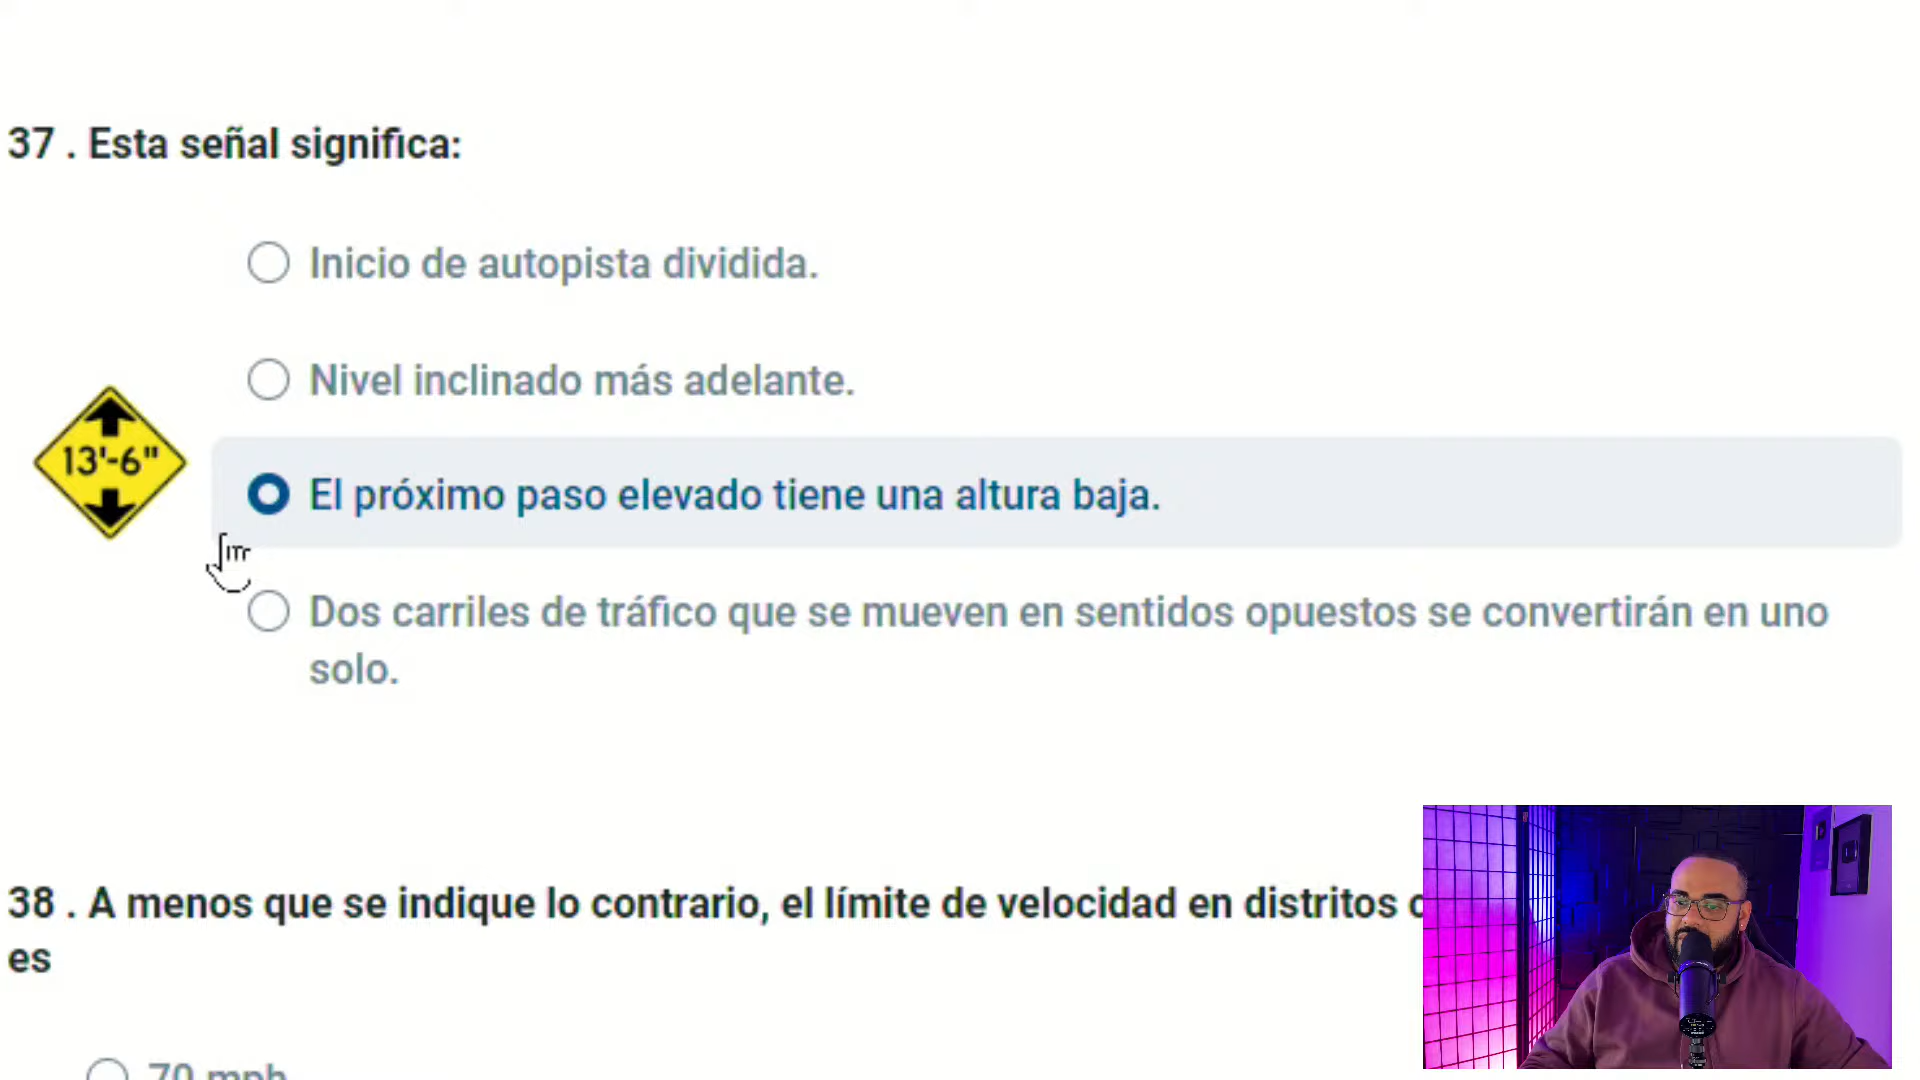 37 . Esta señal significa:
Inicio de autopista dividida.
Nivel inclinado más adelante.
13'-6"
El próximo paso elevado tiene una altura baja.
Dos carriles de tráfico que se mueven en sentidos opuestos se convertirán en uno
solo.
38 . A menos que se indique lo contrario, el límite de velocidad en distritos
es
70 mph